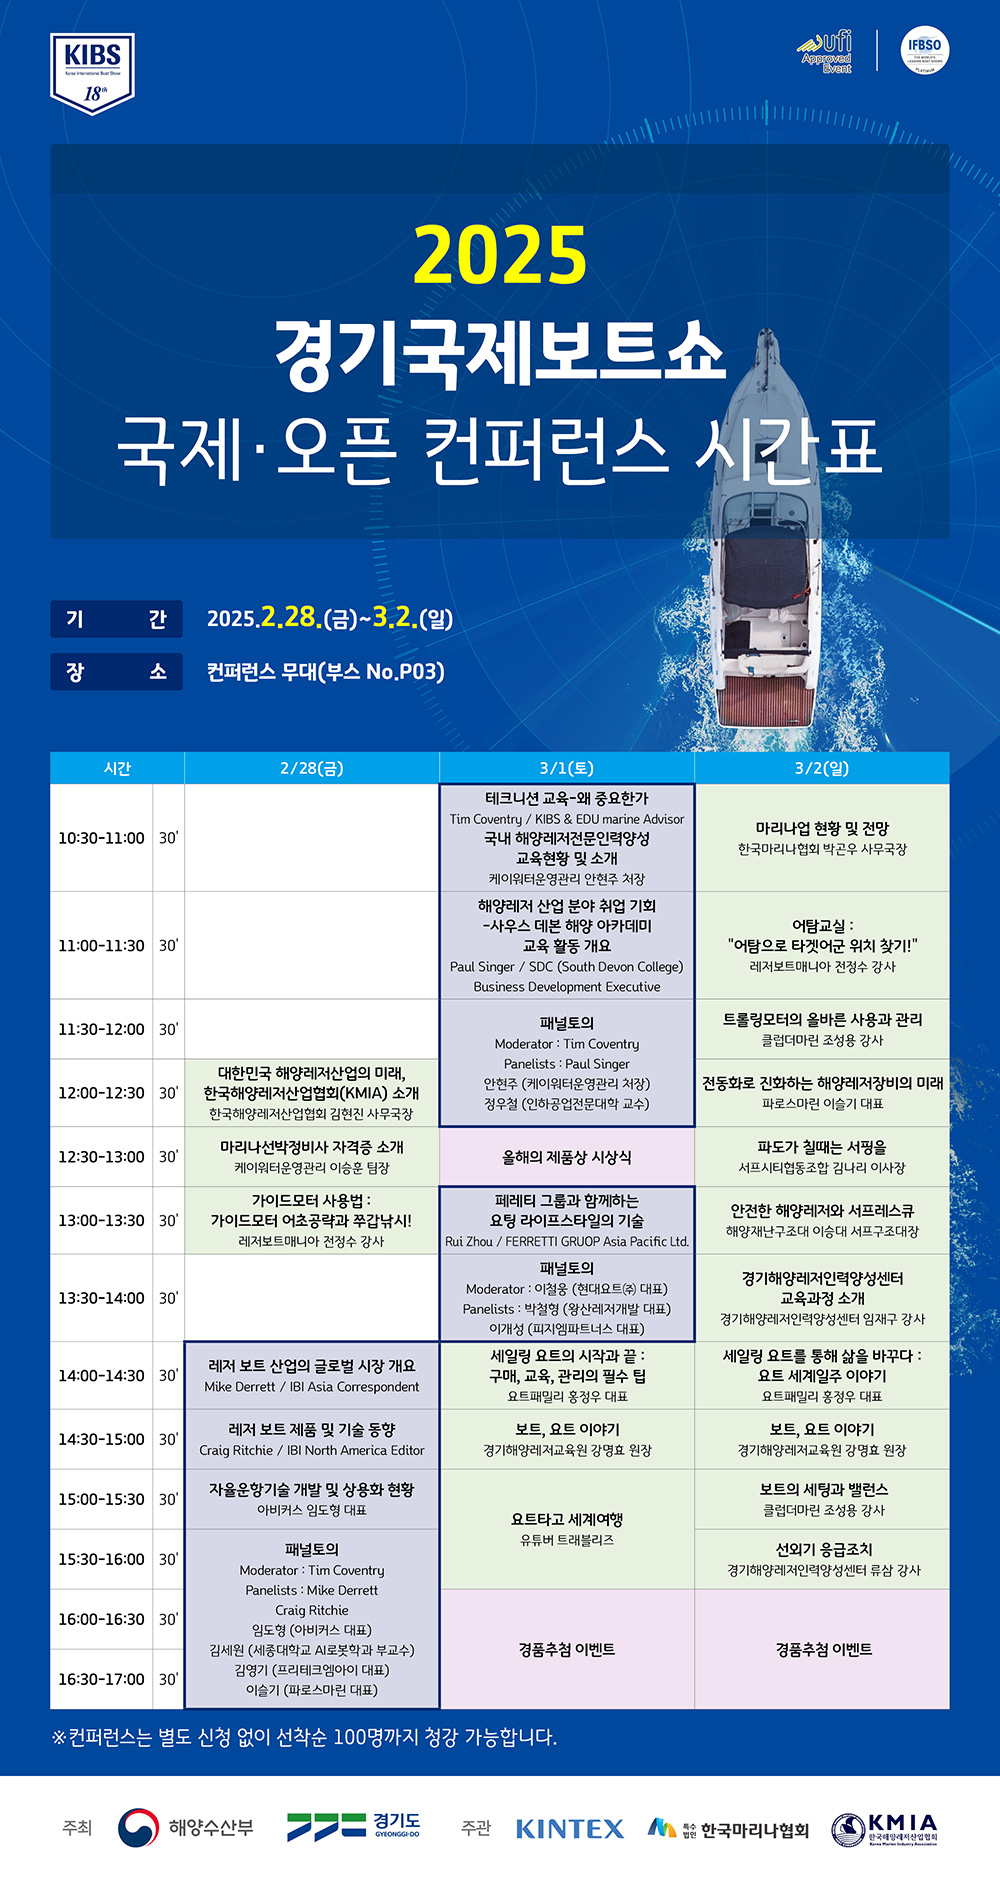 KIBS
Korea International Boat Show
18th
ufi
Approved
Event
IFBSO
THE WORLD'S
LEADING BOAT SHOWS
PLATINUM
2025
경기국제보트쇼
국제·오픈 컨퍼런스 시간표
기 간 2025.2.28.(금)~3.2.(일)
장 소 컨퍼런스 무대(부스 No.P03)
시간 2/28(금) 3/1(토) 3/2(일)
10:30-11:00 30'
테크니션 교육-왜 중요한가
Tim Coventry / KIBS & EDU marine Advisor
국내 해양레저전문인력양성
교육현황 및 소개
케이워터운영관리 안현주 처장
마리나업 현황 및 전망
한국마리나협회 박곤우 사무국장
11:00-11:30 30'
해양레저 산업 분야 취업 기회
-사우스 데본 해양 아카데미
교육 활동 개요
Paul Singer / SDC (South Devon College)
Business Development Executive
어탐교실 :
"어탐으로 타겟어군 위치 찾기!"
레저보트매니아 전정수 강사
11:30-12:00 30'
패널토의
Moderator : Tim Coventry
Panelists : Paul Singer
안현주 (케이워터운영관리 처장)
정우철 (인하공업전문대학 교수)
트롤링모터의 올바른 사용과 관리
클럽더마린 조성용 강사
12:00-12:30 30'
대한민국 해양레저산업의 미래,
한국해양레저산업협회(KMIA) 소개
한국해양레저산업협회 김현진 사무국장
전동화로 진화하는 해양레저장비의 미래
파로스마린 이슬기 대표
12:30-13:00 30'
마리나선박정비사 자격증 소개
케이워터운영관리 이승훈 팀장
올해의 제품상 시상식
파도가 칠때는 서핑을
서프시티협동조합 김나리 이사장
13:00-13:30 30'
가이드모터 사용법 :
가이드모터 어초공략과 쭈갑낚시!
레저보트매니아 전정수 강사
페레티 그룹과 함께하는
요팅 라이프스타일의 기술
Rui Zhou / FERRETTI GRUOP Asia Pacific Ltd.
안전한 해양레저와 서프레스큐
해양재난구조대 이승대 서프구조대장
13:30-14:00 30'
패널토의
Moderator : 이철웅 (현대요트㈜ 대표)
Panelists : 박철형 (왕산레저개발 대표)
이개성 (피지엠파트너스 대표)
경기해양레저인력양성센터
교육과정 소개
경기해양레저인력양성센터 임재구 강사
14:00-14:30 30'
레저 보트 산업의 글로벌 시장 개요
Mike Derrett / IBI Asia Correspondent
세일링 요트의 시작과 끝 :
구매, 교육, 관리의 필수 팁
요트패밀리 홍정우 대표
세일링 요트를 통해 삶을 바꾸다 :
요트 세계일주 이야기
요트패밀리 홍정우 대표
14:30-15:00 30'
레저 보트 제품 및 기술 동향
Craig Ritchie / IBI North America Editor
보트, 요트 이야기
경기해양레저교육원 강명효 원장
보트, 요트 이야기
경기해양레저교육원 강명효 원장
15:00-15:30 30'
자율운항기술 개발 및 상용화 현황
아비커스 임도형 대표
요트타고 세계여행
유튜버 트래블리즈
보트의 세팅과 밸런스
클럽더마린 조성용 강사
15:30-16:00 30'
패널토의
Moderator : Tim Coventry
Panelists : Mike Derrett
Craig Ritchie
임도형 (아비커스 대표)
김세원 (세종대학교 AI로봇학과 부교수)
김영기 (프리테크엠아이 대표)
이슬기 (파로스마린 대표)
선외기 응급조치
경기해양레저인력양성센터 류삼 강사
16:00-16:30 30'
경품추첨 이벤트
경품추첨 이벤트
16:30-17:00 30'
※컨퍼런스는 별도 신청 없이 선착순 100명까지 청강 가능합니다.
주최 해양수산부 경기도 GYEONGGI-DO 주관 KINTEX 특수법인 한국마리나협회 KMIA
한국해양레저산업협회
Korea Marine Industry Association